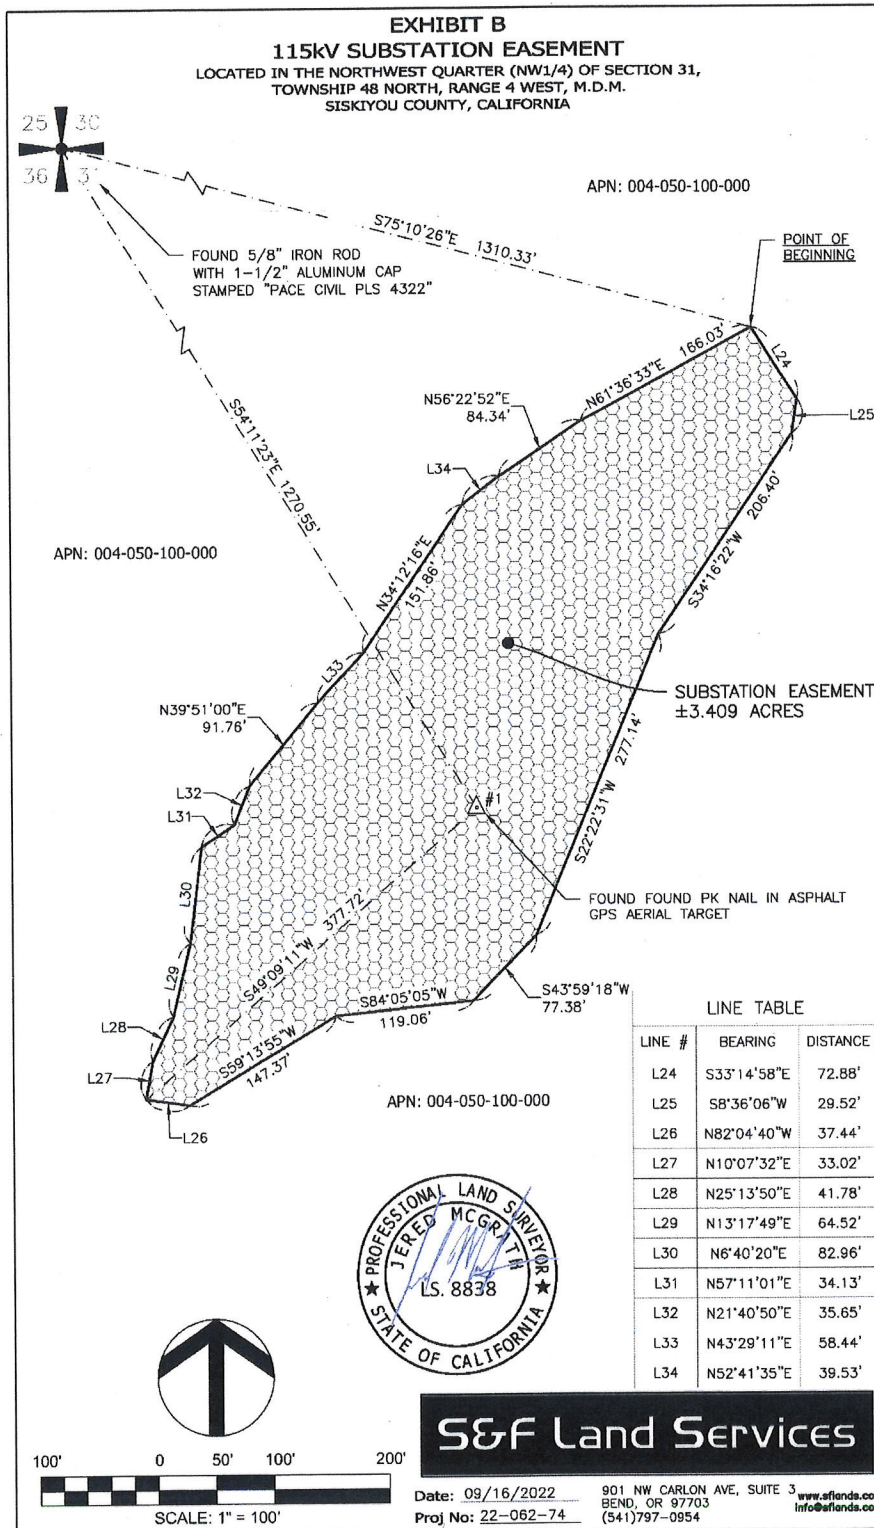 EXHIBIT B
115kV SUBSTATION EASEMENT
LOCATED IN THE NORTHWEST QUARTER (NW1/4) OF SECTION 31,
TOWNSHIP 48 NORTH, RANGE 4 WEST, M.D.M.
SISKIYOU COUNTY, CALIFORNIA
25 30
36 31
APN: 004-050-100-000
S75°10'26"E 1310.33'
POINT OF
BEGINNING
FOUND 5/8" IRON ROD
WITH 1-1/2" ALUMINUM CAP
STAMPED "PACE CIVIL PLS 4322"
L24
N61°36'33"E 166.03'
N56°22'52"E
84.34'
L25
L34
S54°11'23"E 1270.55'
S34°16'22"W 206.40'
APN: 004-050-100-000
N34°12'16"E
151.86'
L33
SUBSTATION EASEMENT
±3.409 ACRES
N39°51'00"E
91.76'
S22°22'31"W 277.14'
L32
#1
L31
FOUND FOUND PK NAIL IN ASPHALT
GPS AERIAL TARGET
L30
S49°09'11"W 377.72'
L29
S84°05'05"W
119.06'
S43°59'18"W
77.38'
L28
S59°13'55"W
147.37'
L27
L26
APN: 004-050-100-000
LINE TABLE
LINE # BEARING DISTANCE
L24 S33°14'58"E 72.88'
L25 S8°36'06"W 29.52'
L26 N82°04'40"W 37.44'
L27 N10°07'32"E 33.02'
L28 N25°13'50"E 41.78'
L29 N13°17'49"E 64.52'
L30 N6°40'20"E 82.96'
L31 N57°11'01"E 34.13'
L32 N21°40'50"E 35.65'
L33 N43°29'11"E 58.44'
L34 N52°41'35"E 39.53'
PROFESSIONAL LAND SURVEYOR
JERED MCGRATH
LS. 8838
STATE OF CALIFORNIA
S&F Land Services
100' 0 50' 100' 200'
SCALE: 1" = 100'
Date: 09/16/2022
Proj No: 22-062-74
901 NW CARLON AVE, SUITE 3
BEND, OR 97703
(541)797-0954
www.sflands.co
info@sflands.co